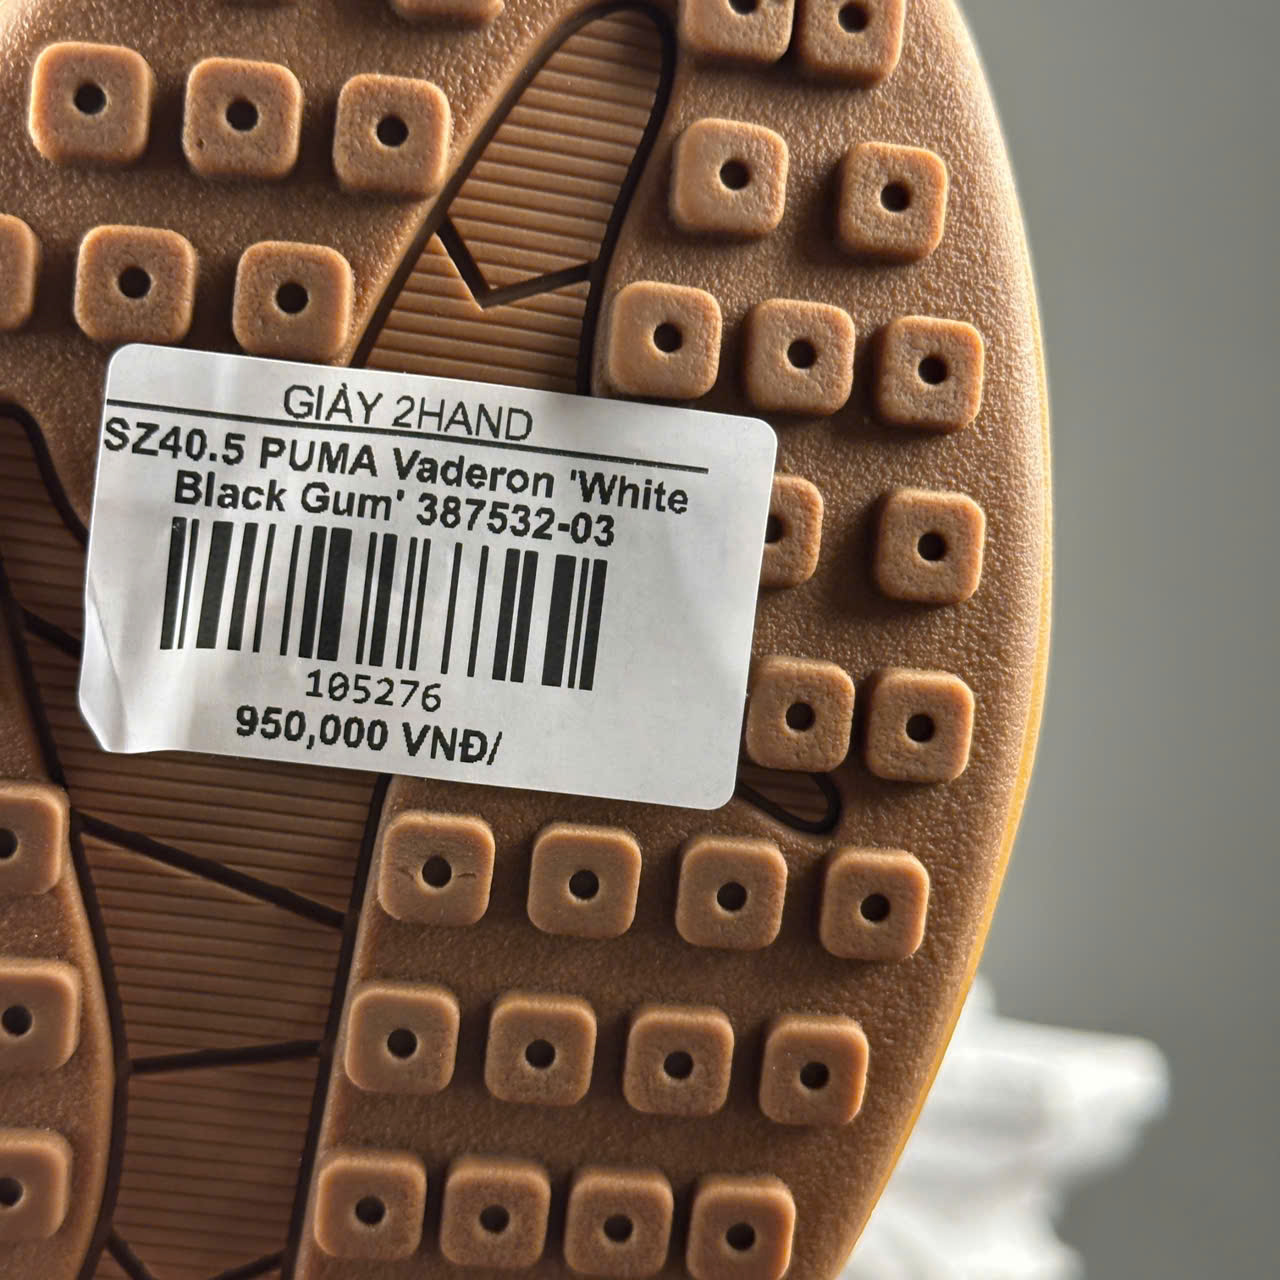 GIÀY 2HAND
SZ40.5 PUMA Vaderon 'White
Black Gum' 387532-03
105276
950,000 VNĐ/